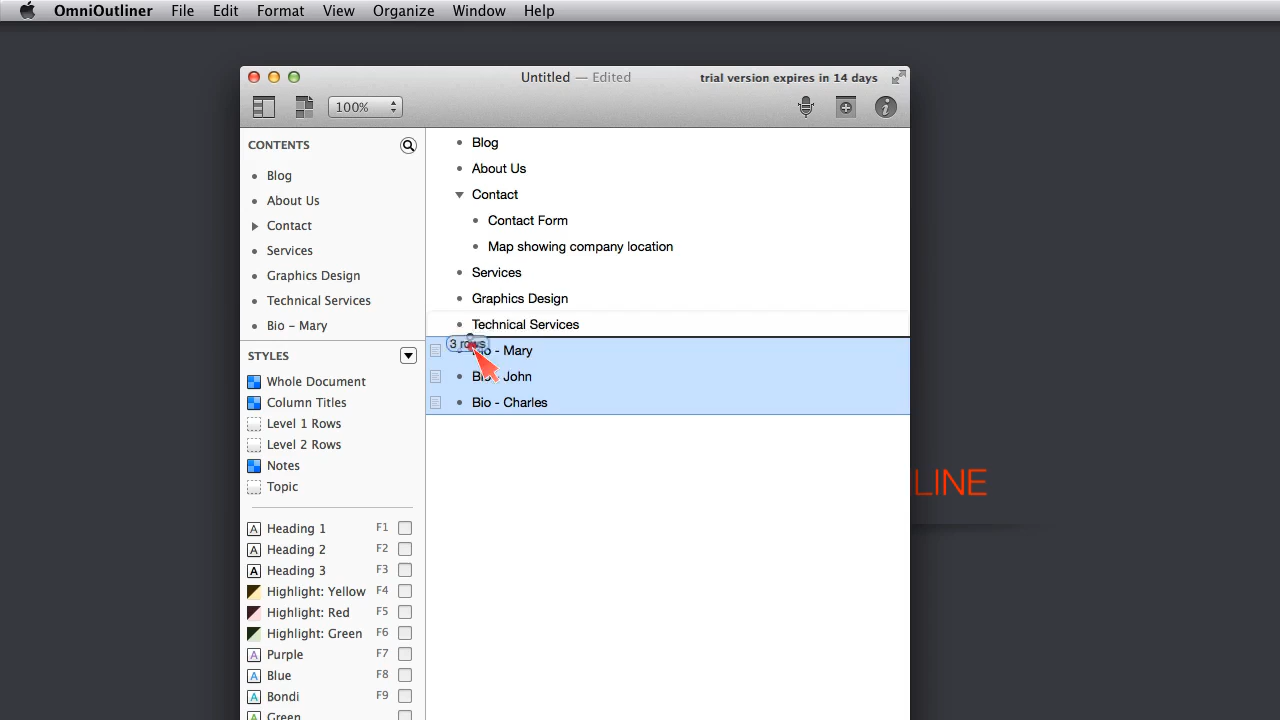 OmniOutliner File Edit Format View Organize Window Help
Untitled — Edited
trial version expires in 14 days
100%
CONTENTS
Blog
About Us
Contact
Services
Graphics Design
Technical Services
Bio - Mary
STYLES
Whole Document
Column Titles
Level 1 Rows
Level 2 Rows
Notes
Topic
A Heading 1 F1
A Heading 2 F2
A Heading 3 F3
Highlight: Yellow F4
Highlight: Red F5
Highlight: Green F6
A Purple F7
A Blue F8
A Bondi F9
A Green
Blog
About Us
Contact
Contact Form
Map showing company location
Services
Graphics Design
Technical Services
3 rows
Bio - Mary
Bio - John
Bio - Charles
LINE